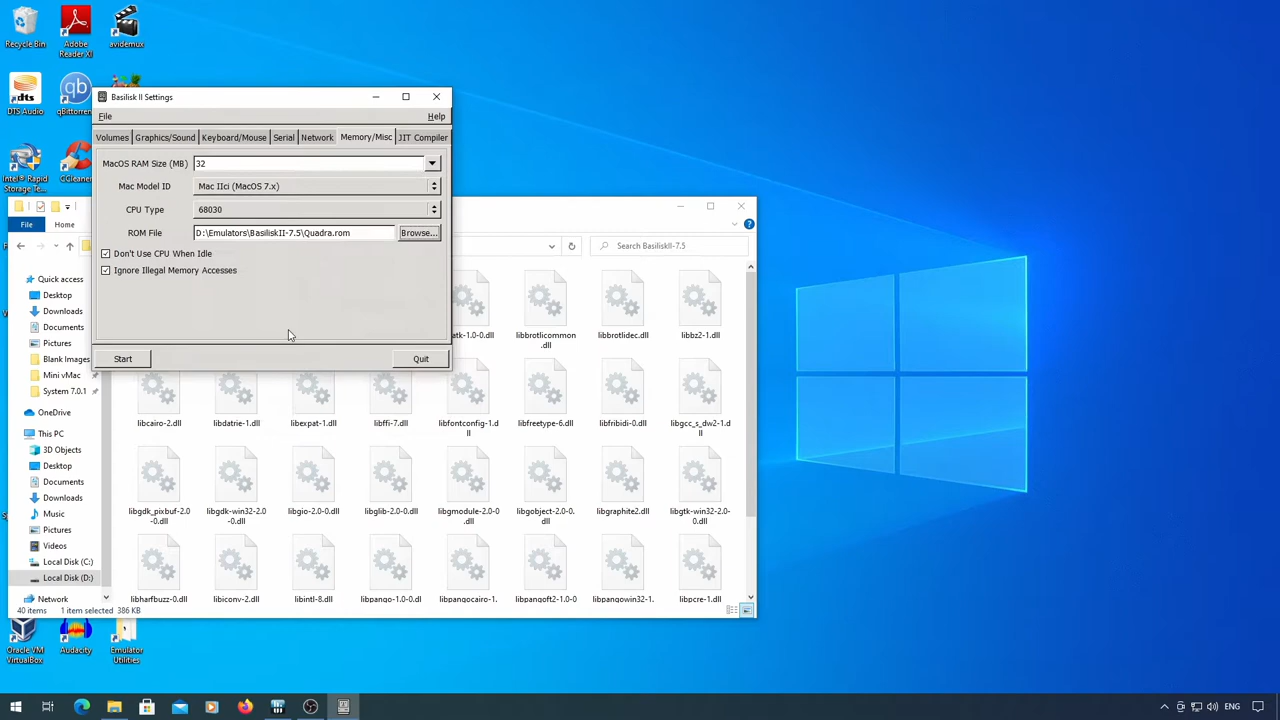 Recycle Bin
Adobe
Reader XI
avidemux
DTS Audio
qBittorren
Intel® Rapid
Storage Te...
CCleaner
Basilisk II Settings
File
Help
Volumes
Graphics/Sound
Keyboard/Mouse
Serial
Network
Memory/Misc
JIT Compiler
MacOS RAM Size (MB)
32
Mac Model ID
Mac IIci (MacOS 7.x)
CPU Type
68030
ROM File
D:\Emulators\BasiliskII-7.5\Quadra.rom
Browse...
Don't Use CPU When Idle
Ignore Illegal Memory Accesses
Start
Quit
File
Home
Search BasiliskII-7.5
Quick access
Desktop
Downloads
Documents
Pictures
Blank Images
Mini vMac
System 7.0.1
OneDrive
This PC
3D Objects
Desktop
Documents
Downloads
Music
Pictures
Videos
Local Disk (C:)
Local Disk (D:)
Network
atk-1.0-0.dll
libbrotlicommon
.dll
libbrotlidec.dll
libbz2-1.dll
libcairo-2.dll
libdatrie-1.dll
libexpat-1.dll
libffi-7.dll
libfontconfig-1.d
ll
libfreetype-6.dll
libfribidi-0.dll
libgcc_s_dw2-1.d
ll
libgdk_pixbuf-2.0
-0.dll
libgdk-win32-2.0
-0.dll
libgio-2.0-0.dll
libglib-2.0-0.dll
libgmodule-2.0-0
.dll
libgobject-2.0-0.
dll
libgraphite2.dll
libgtk-win32-2.0-
0.dll
libharfbuzz-0.dll
libiconv-2.dll
libintl-8.dll
libpango-1.0-0.dl
libpangocairo-1.
libpangoft2-1.0-0
libpangowin32-1.
libpcre-1.dll
40 items
1 item selected
386 KB
Oracle VM
VirtualBox
Audacity
Emulator
Utilities
ENG